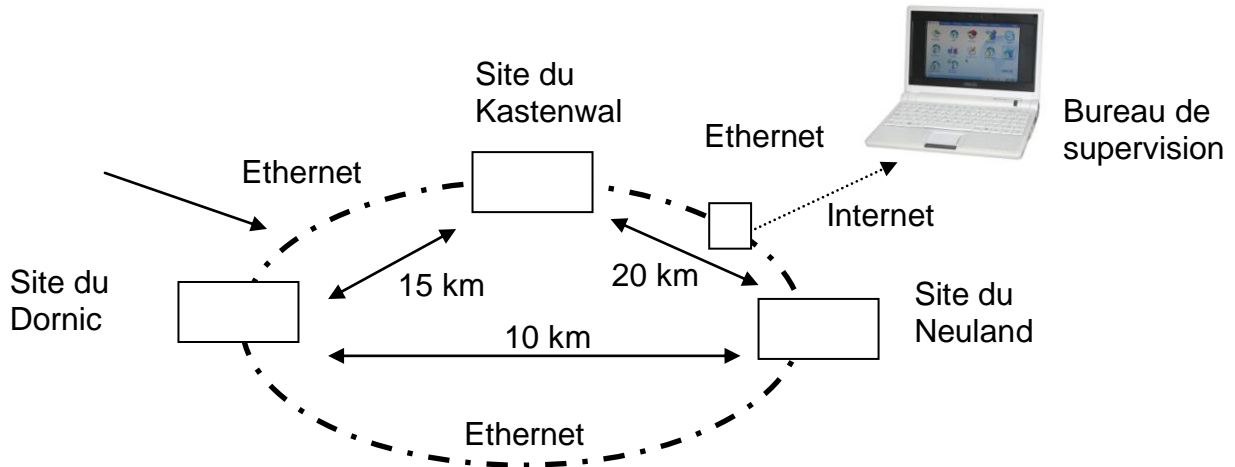 Site du
Kastenwal
Ethernet
Ethernet
Bureau de
supervision
Internet
15 km
20 km
Site du
Dornic
Site du
Neuland
10 km
Ethernet